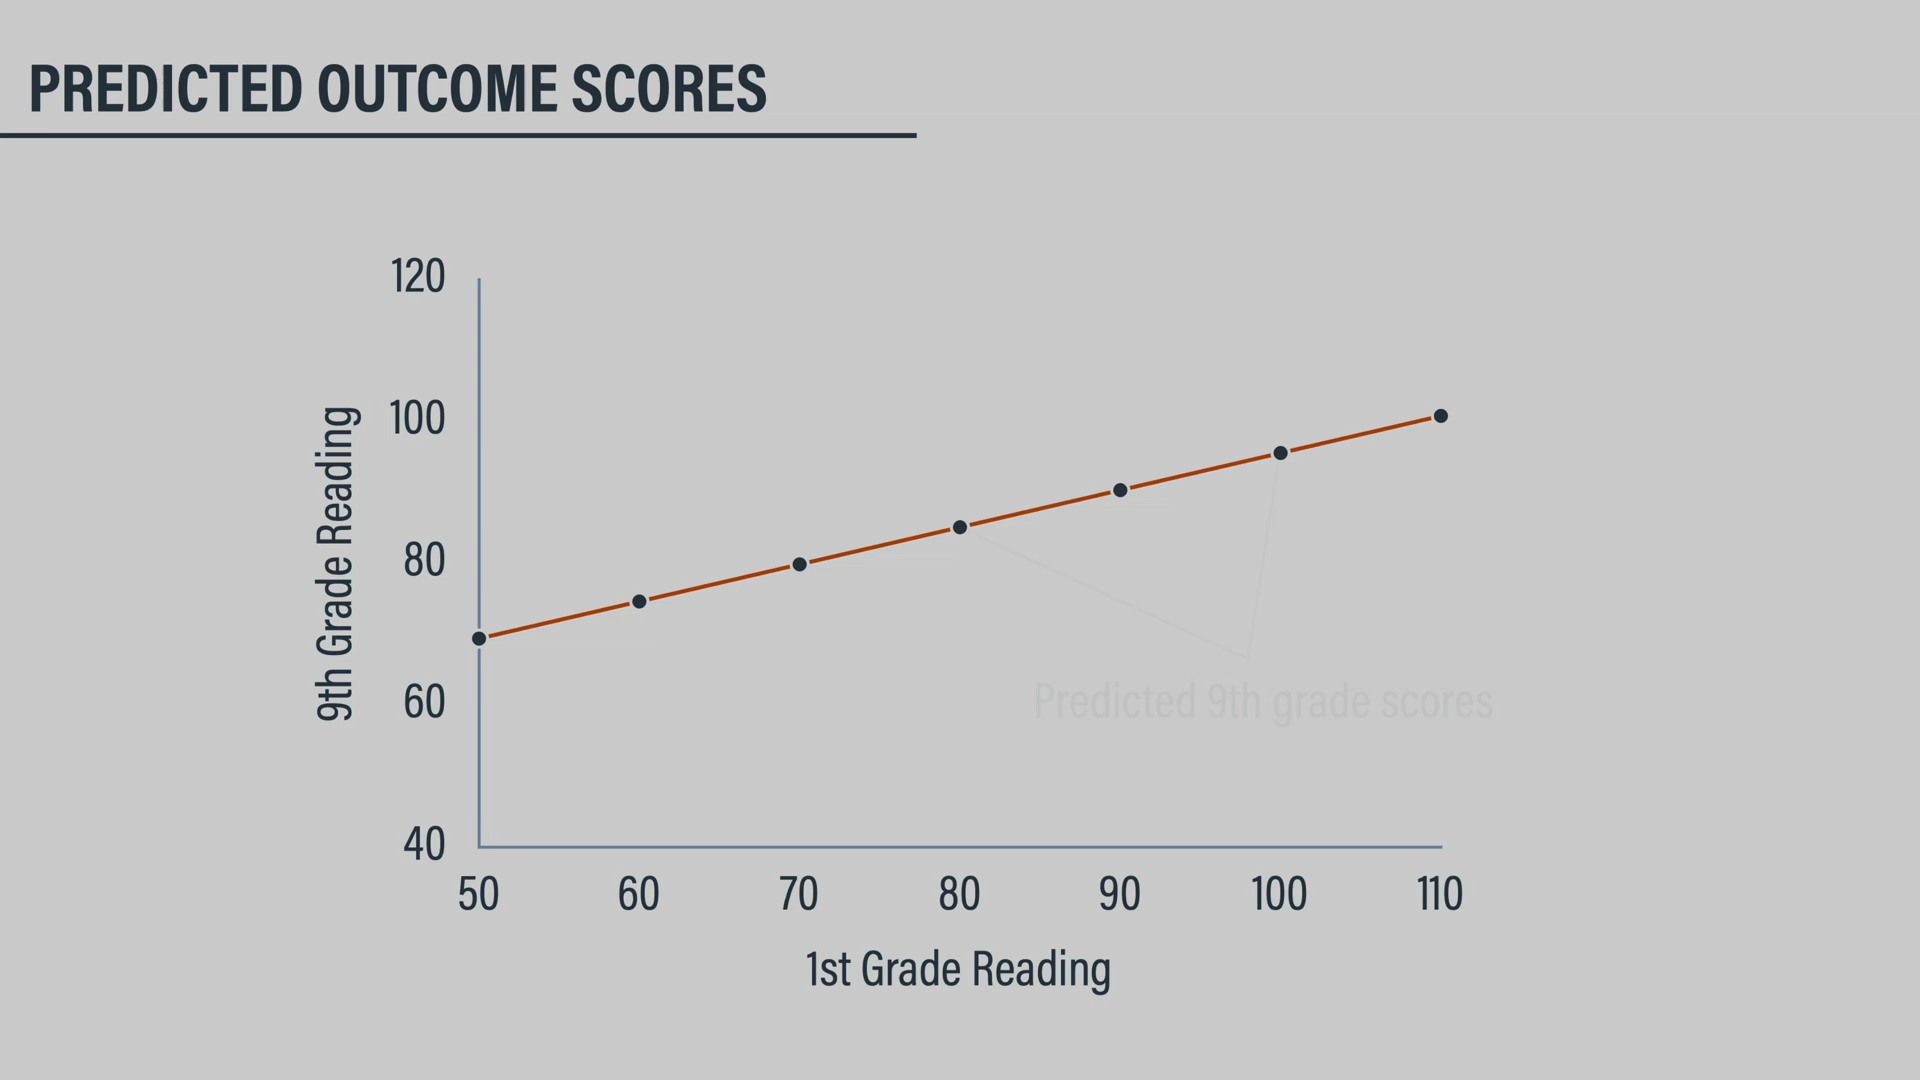 PREDICTED OUTCOME SCORES
120
100
80
60
40
9th Grade Reading
Predicted 9th grade scores
50 60 70 80 90 100 110
1st Grade Reading